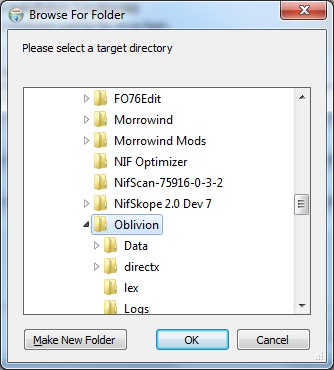 Browse For Folder
Please select a target directory
FO76Edit
Morrowind
Morrowind Mods
NIF Optimizer
NifScan-75916-0-3-2
NifSkope 2.0 Dev 7
Oblivion
Data
directx
lex
Logs
Make New Folder OK Cancel